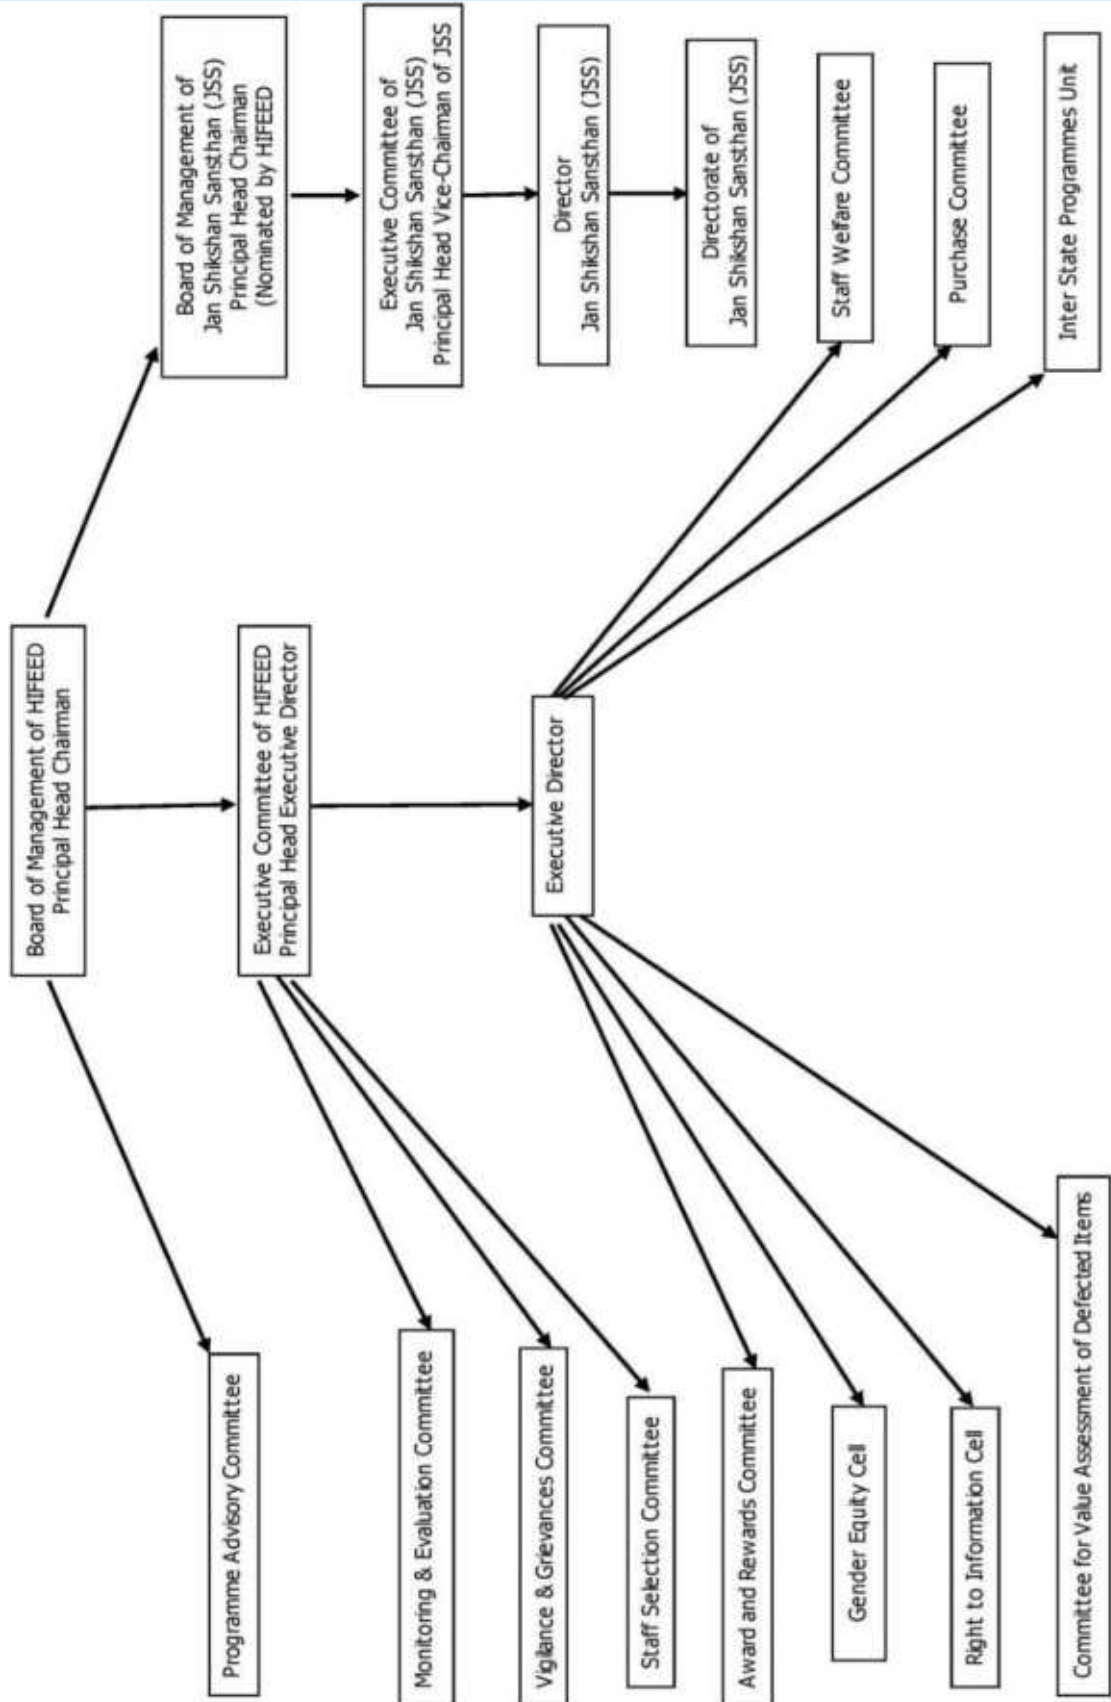 Board of Management of HIFEED
Principal Head Chairman
Programme Advisory Committee
Board of Management of
Jan Shikshan Sansthan (JSS)
Principal Head Chairman
(Nominated by HIFEED)
Executive Committee of HIFEED
Principal Head Executive Director
Executive Committee of
Jan Shikshan Sansthan (JSS)
Principal Head Vice-Chairman of JSS
Monitoring & Evaluation Committee
Vigilance & Grievances Committee
Staff Selection Committee
Executive Director
Director
Jan Shikshan Sansthan (JSS)
Directorate of
Jan Shikshan Sansthan (JSS)
Award and Rewards Committee
Gender Equity Cell
Right to Information Cell
Committee for Value Assessment of Defected Items
Staff Welfare Committee
Purchase Committee
Inter State Programmes Unit